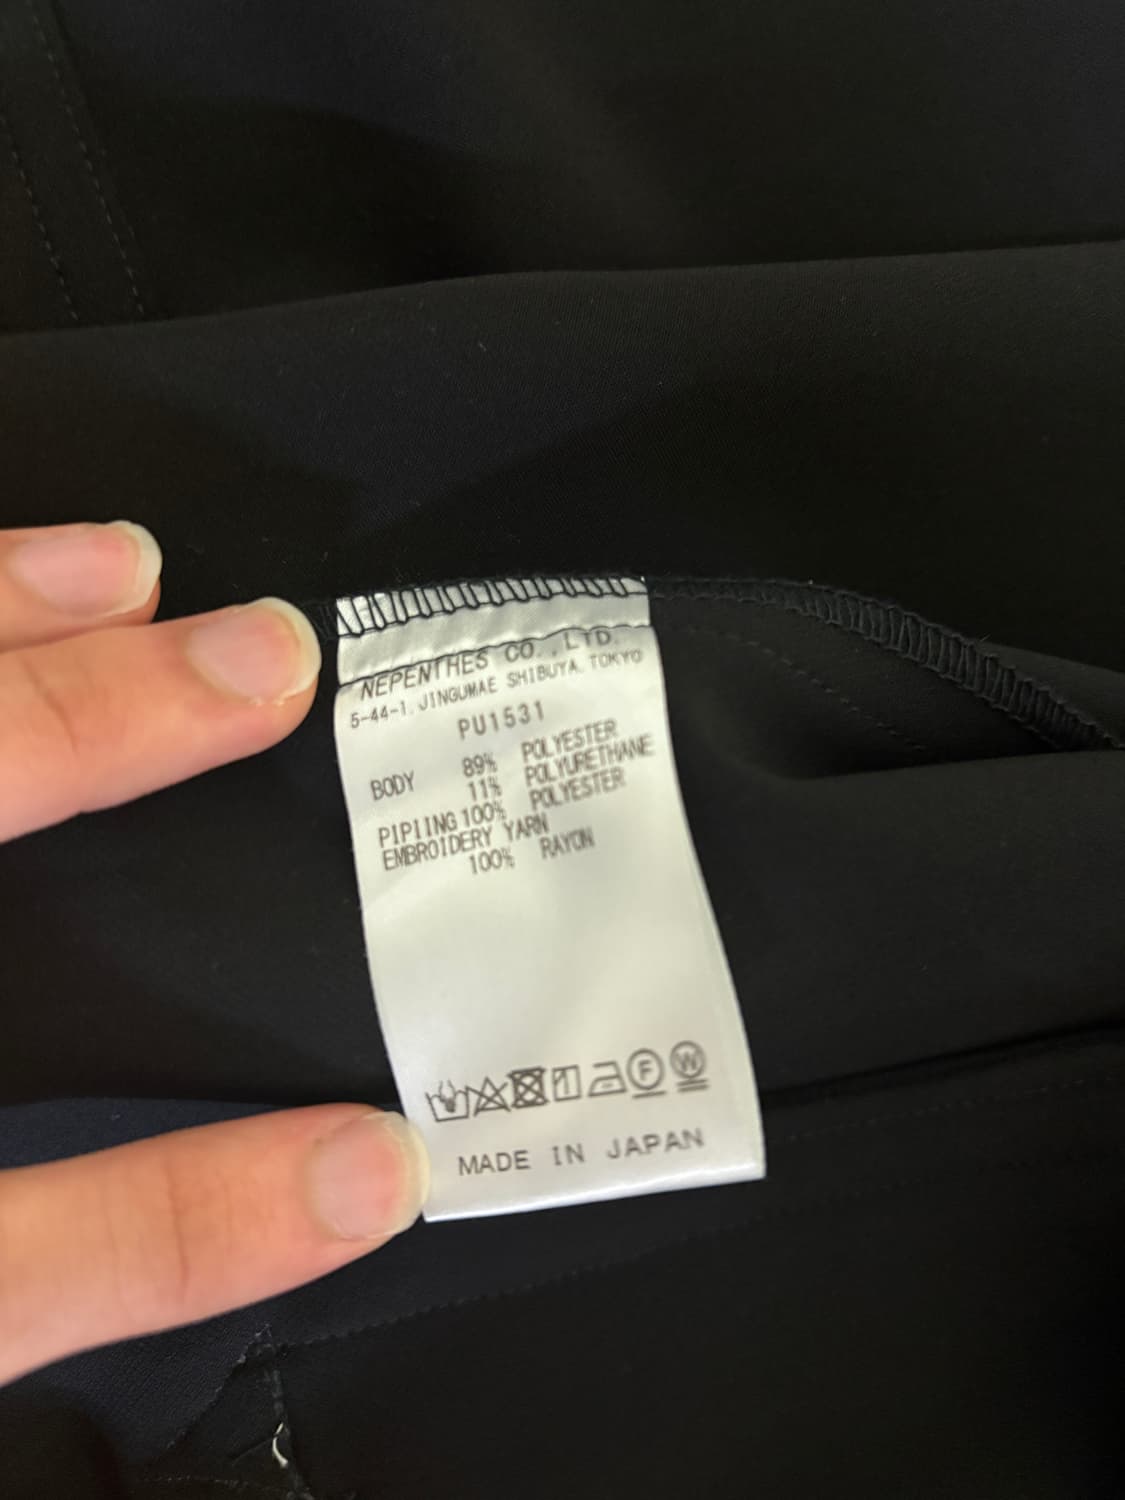 NEPENTHES CO.,LTD.
5-44-1, JINGUMAE SHIBUYA, TOKYO
PU1531
BODY 89% POLYESTER
11% POLYURETHANE
PIPIING 100% POLYESTER
EMBROIDERY YARN
100% RAYON
F W
MADE IN JAPAN